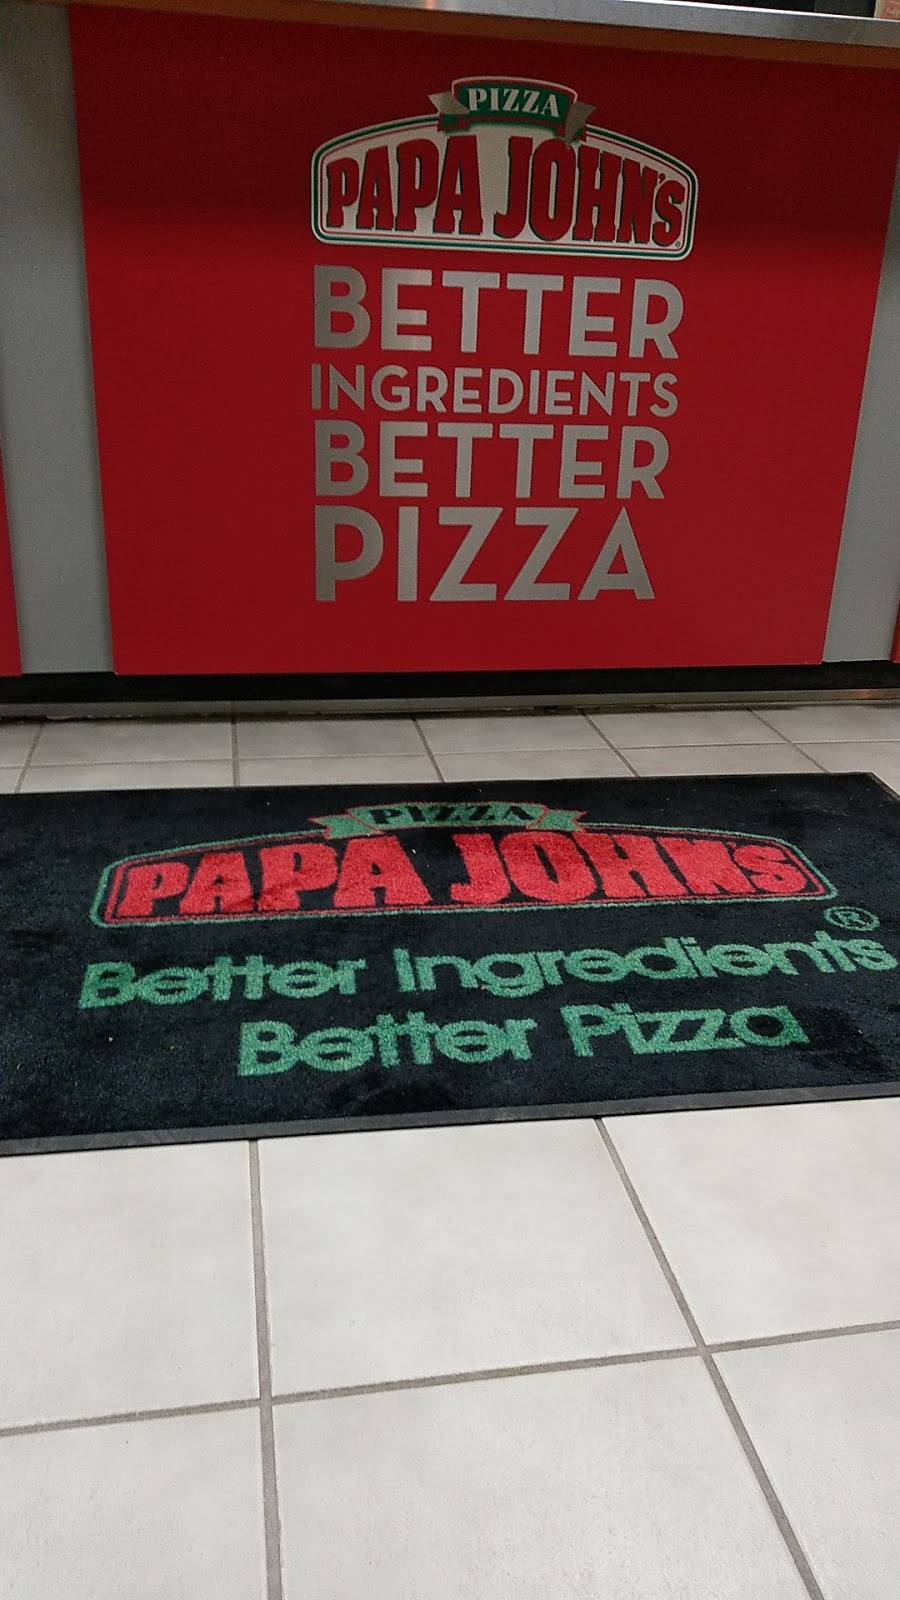 PIZZA
PAPA JOHN'S
BETTER
INGREDIENTS
BETTER
PIZZA
PIZZA
PAPA JOHN'S
®
Better Ingredients
Better Pizza